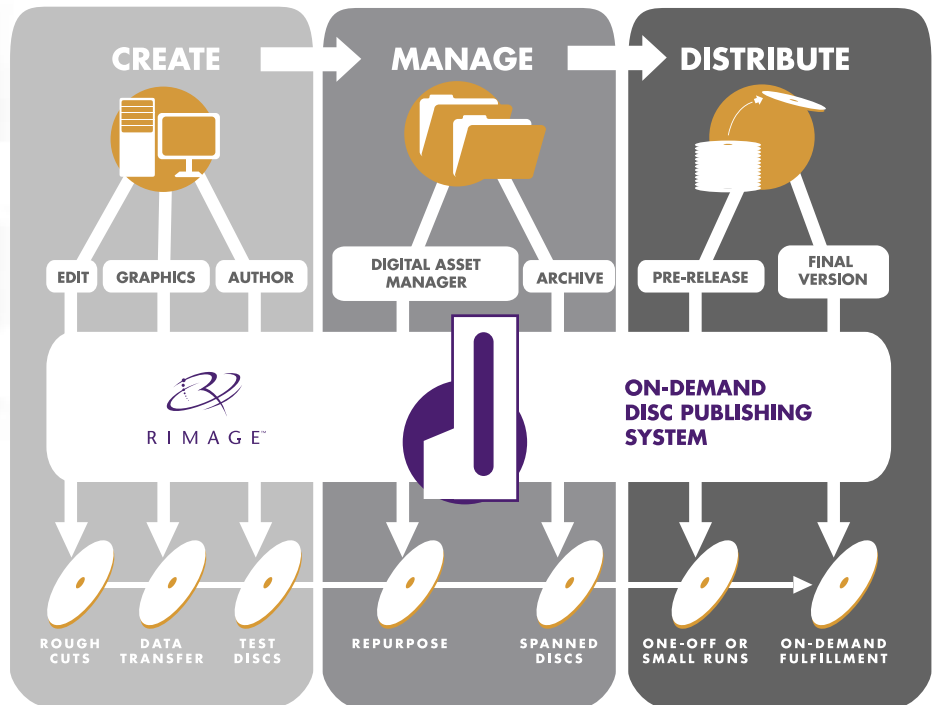 CREATE
MANAGE
DISTRIBUTE
EDIT
GRAPHICS
AUTHOR
DIGITAL ASSET
MANAGER
ARCHIVE
PRE-RELEASE
FINAL
VERSION
RIMAGE™
ON-DEMAND
DISC PUBLISHING
SYSTEM
ROUGH
CUTS
DATA
TRANSFER
TEST
DISCS
REPURPOSE
SPANNED
DISCS
ONE-OFF OR
SMALL RUNS
ON-DEMAND
FULFILLMENT